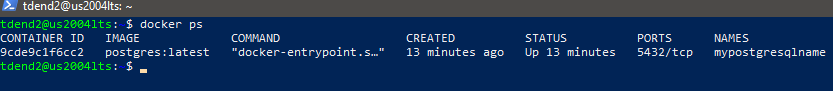 tdend2@us2004lts: ~
tdend2@us2004lts:~$ docker ps
CONTAINER ID   IMAGE             COMMAND                  CREATED          STATUS          PORTS      NAMES
9cde9c1f6cc2   postgres:latest   "docker-entrypoint.s…"   13 minutes ago   Up 13 minutes   5432/tcp   mypostgresqlname
tdend2@us2004lts:~$